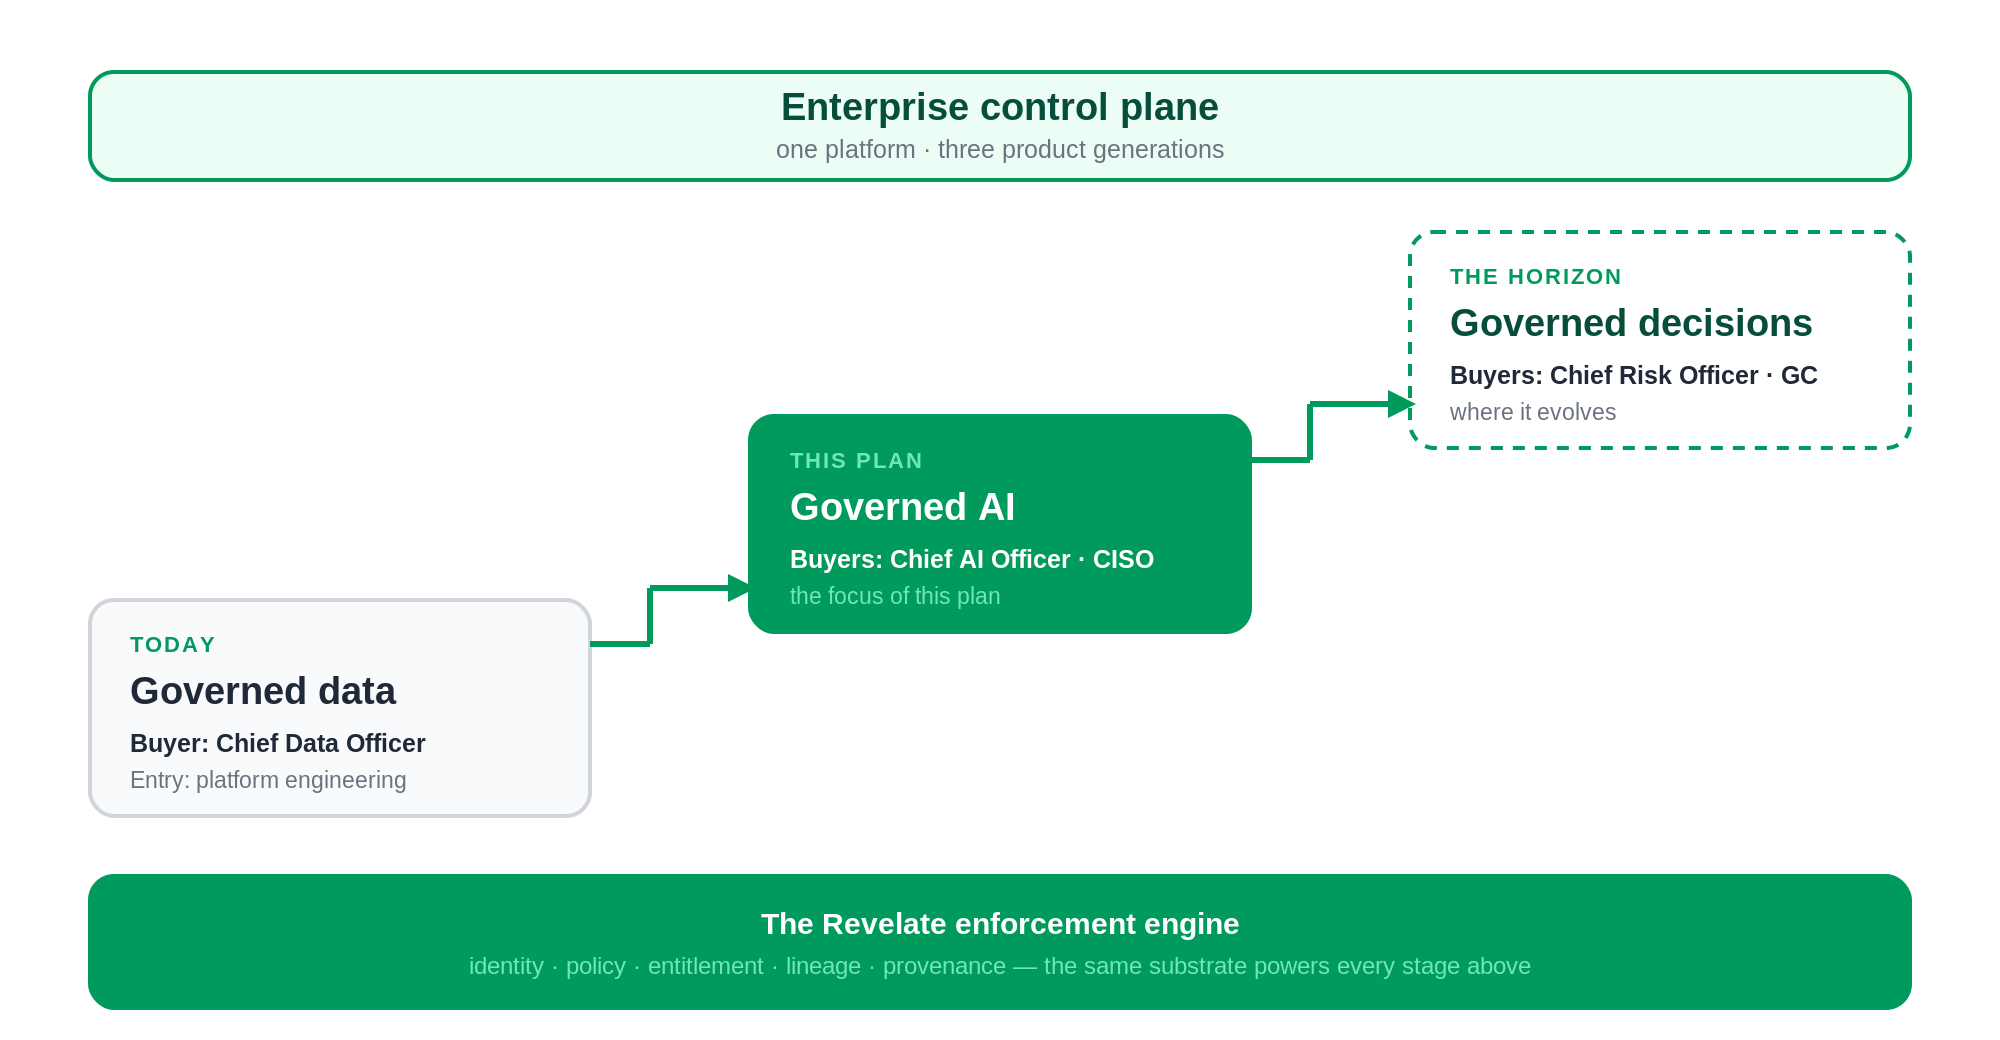 Enterprise control plane
one platform · three product generations
THE HORIZON
Governed decisions
Buyers: Chief Risk Officer · GC
where it evolves
THIS PLAN
Governed AI
Buyers: Chief AI Officer · CISO
the focus of this plan
TODAY
Governed data
Buyer: Chief Data Officer
Entry: platform engineering
The Revelate enforcement engine
identity · policy · entitlement · lineage · provenance — the same substrate powers every stage above